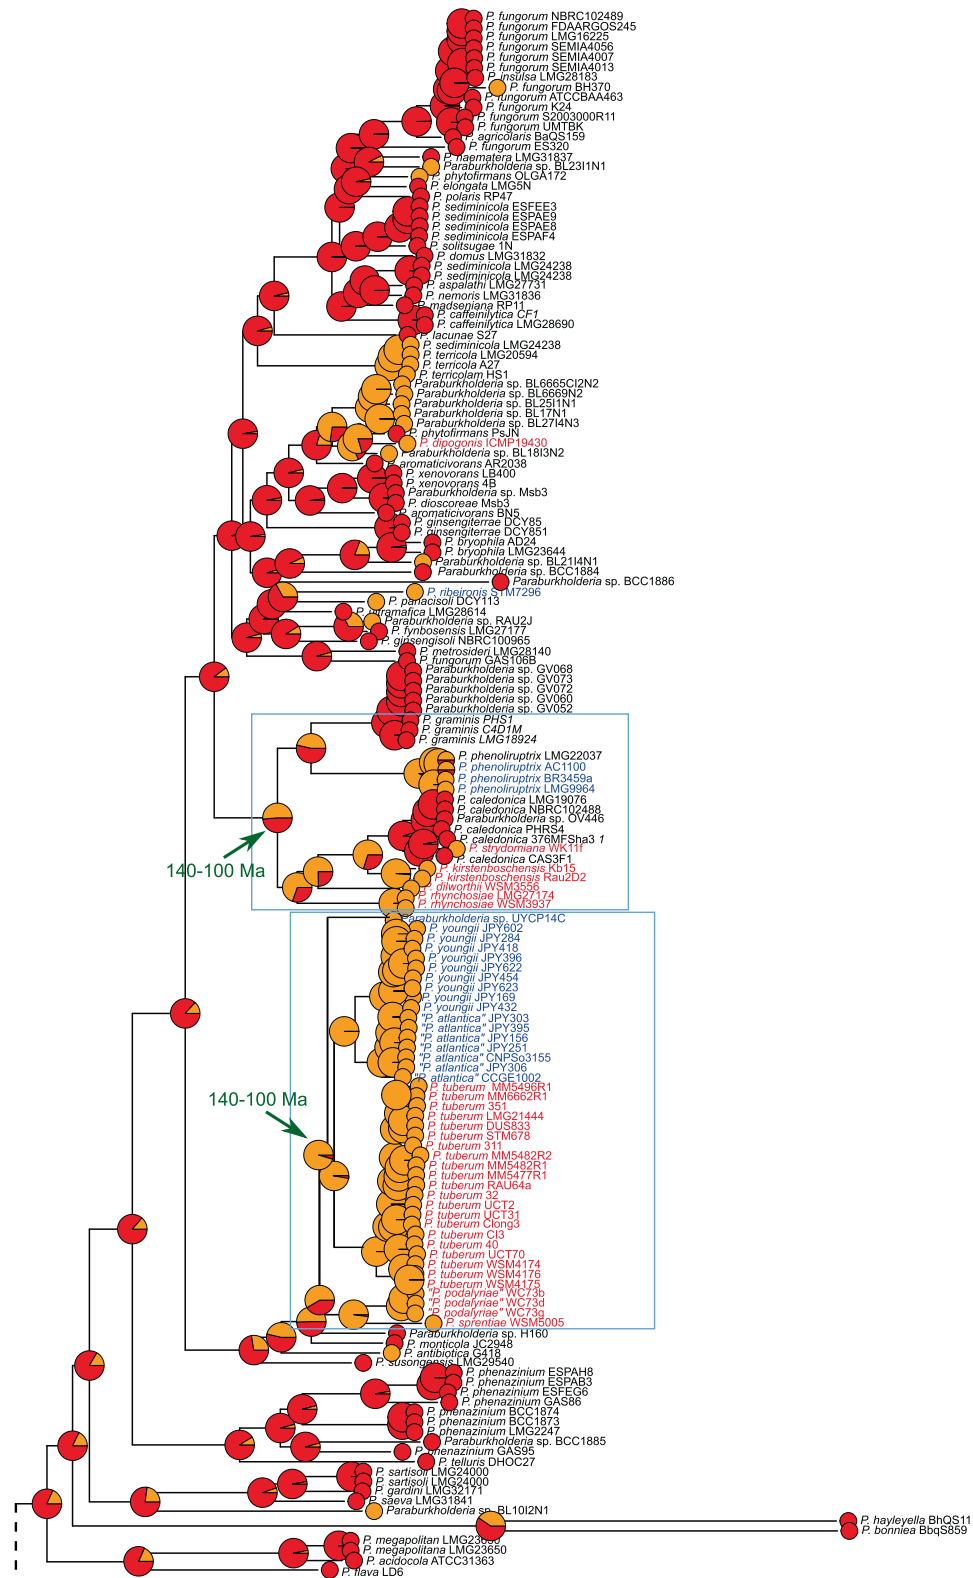 P. fungorum NBRC102489
P. fungorum FDAARGOS245
P. fungorum LMG16225
P. fungorum SEMIA4056
P. fungorum SEMIA4007
P. fungorum SEMIA4013
P. insulsa LMG28183
P. fungorum BH370
P. fungorum ATCCBAA463
P. fungorum K24
P. fungorum S2003000R11
P. fungorum UMTBK
P. agricolaris BaQS159
P. fungorum ES320
P. haematera LMG31837
Paraburkholderia sp. BL23I1N1
P. phytofirmans OLGA172
P. elongata LMG5N
P. polaris RP47
P. sediminicola ESFEE3
P. sediminicola ESPAE9
P. sediminicola ESPAE8
P. sediminicola ESPAF4
P. solitsugae 1N
P. domus LMG31832
P. sediminicola LMG24238
P. sediminicola LMG24238
P. aspalathi LMG27731
P. nemoris LMG31836
P. madseniana RP11
P. caffeinilytica CF1
P. caffeinilytica LMG28690
P. lacunae S27
P. sediminicola LMG24238
P. terricola LMG20594
P. terricola A27
P. terricolam HS1
Paraburkholderia sp. BL6665CI2N2
Paraburkholderia sp. BL6669N2
Paraburkholderia sp. BL25I1N1
Paraburkholderia sp. BL17N1
Paraburkholderia sp. BL27I4N3
P. phytofirmans PsJN
P. dipogonis ICMP19430
Paraburkholderia sp. BL18I3N2
P. aromaticivorans AR2038
P. xenovorans LB400
P. xenovorans 4B
Paraburkholderia sp. Msb3
P. dioscoreae Msb3
P. aromaticivorans BN5
P. ginsengiterrae DCY85
P. ginsengiterrae DCY851
P. bryophila AD24
P. bryophila LMG23644
Paraburkholderia sp. BL21I4N1
Paraburkholderia sp. BCC1884
Paraburkholderia sp. BCC1886
P. ribeironis STM7296
P. panacisoli DCY113
P. ultramafica LMG28614
Paraburkholderia sp. RAU2J
P. fynbosensis LMG27177
P. ginsengisoli NBRC100965
P. metrosideri LMG28140
P. fungorum GAS106B
Paraburkholderia sp. GV068
Paraburkholderia sp. GV073
Paraburkholderia sp. GV072
Paraburkholderia sp. GV060
Paraburkholderia sp. GV052
P. graminis PHS1
P. graminis C4D1M
P. graminis LMG18924
P. phenoliruptrix LMG22037
P. phenoliruptrix AC1100
P. phenoliruptrix BR3459a
P. phenoliruptrix LMG9964
P. caledonica LMG19076
P. caledonica NBRC102488
Paraburkholderia sp. OV446
P. caledonica PHRS4
P. caledonica 376MFSha3 1
P. strydomiana WK11f
P. caledonica CAS3F1
140-100 Ma
P. kirstenboschensis Kb15
P. kirstenboschensis Rau2D2
P. dilworthii WSM3556
P. rhynchosiae LMG27174
P. rhynchosiae WSM3937
Paraburkholderia sp. UYCP14C
P. youngii JPY602
P. youngii JPY284
P. youngii JPY418
P. youngii JPY396
P. youngii JPY622
P. youngii JPY454
P. youngii JPY623
P. youngii JPY169
P. youngii JPY432
"P. atlantica" JPY303
"P. atlantica" JPY395
"P. atlantica" JPY156
"P. atlantica" JPY251
"P. atlantica" CNPSo3155
"P. atlantica" JPY306
"P. atlantica" CCGE1002
P. tuberum MM5496R1
P. tuberum MM6662R1
140-100 Ma
P. tuberum 351
P. tuberum LMG21444
P. tuberum DUS833
P. tuberum STM678
P. tuberum 311
P. tuberum MM5482R2
P. tuberum MM5482R1
P. tuberum MM5477R1
P. tuberum RAU64a
P. tuberum 32
P. tuberum UCT2
P. tuberum UCT31
P. tuberum Clong3
P. tuberum CI3
P. tuberum 40
P. tuberum UCT70
P. tuberum WSM4174
P. tuberum WSM4176
P. tuberum WSM4175
"P. podalyriae" WC73b
"P. podalyriae" WC73d
"P. podalyriae" WC73g
P. sprentiae WSM5005
Paraburkholderia sp. H160
P. monticola JC2948
P. antibiotica G418
P. susongensis LMG29540
P. phenazinium ESPAH8
P. phenazinium ESPAB3
P. phenazinium ESFEG6
P. phenazinium GAS86
P. phenazinium BCC1874
P. phenazinium BCC1873
P. phenazinium LMG2247
Paraburkholderia sp. BCC1885
P. phenazinium GAS95
P. telluris DHOC27
P. sartisoli LMG24000
P. sartisoli LMG24000
P. gardini LMG32171
P. saeva LMG31841
Paraburkholderia sp. BL10I2N1
P. hayleyella BhQS11
P. bonniea BbqS859
P. megapolitan LMG23650
P. megapolitana LMG23650
P. acidocola ATCC31363
P. flava LD6